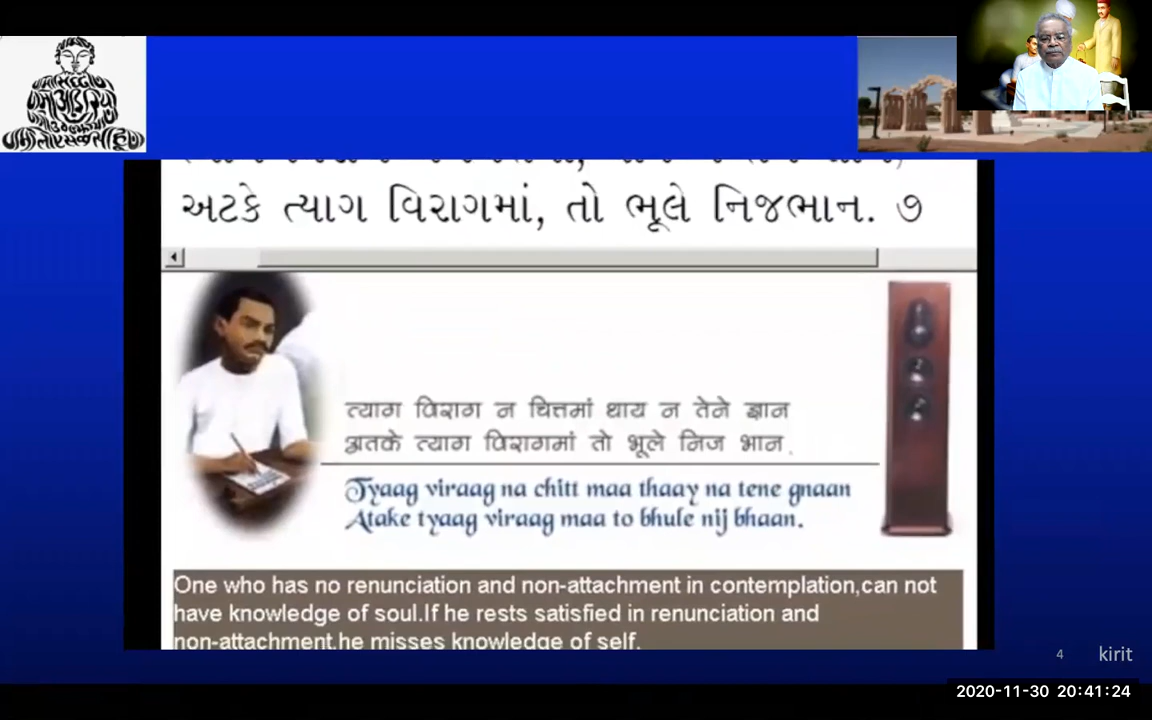 અટકે ત્યાગ વિરાગમાં, તો ભૂલે નિજભાન. ૭
त्याग विराग न चित्तमां थाय न तेने ज्ञान
अतके त्याग विरागमां तो भूले निज भान.
Tyaag viraag na chitt maa thaay na tene gnaan
Atake tyaag viraag maa to bhule nij bhaan.
One who has no renunciation and non-attachment in contemplation,can not
have knowledge of soul.If he rests satisfied in renunciation and
non-attachment,he misses knowledge of self.
4 kirit
2020-11-30 20:41:24